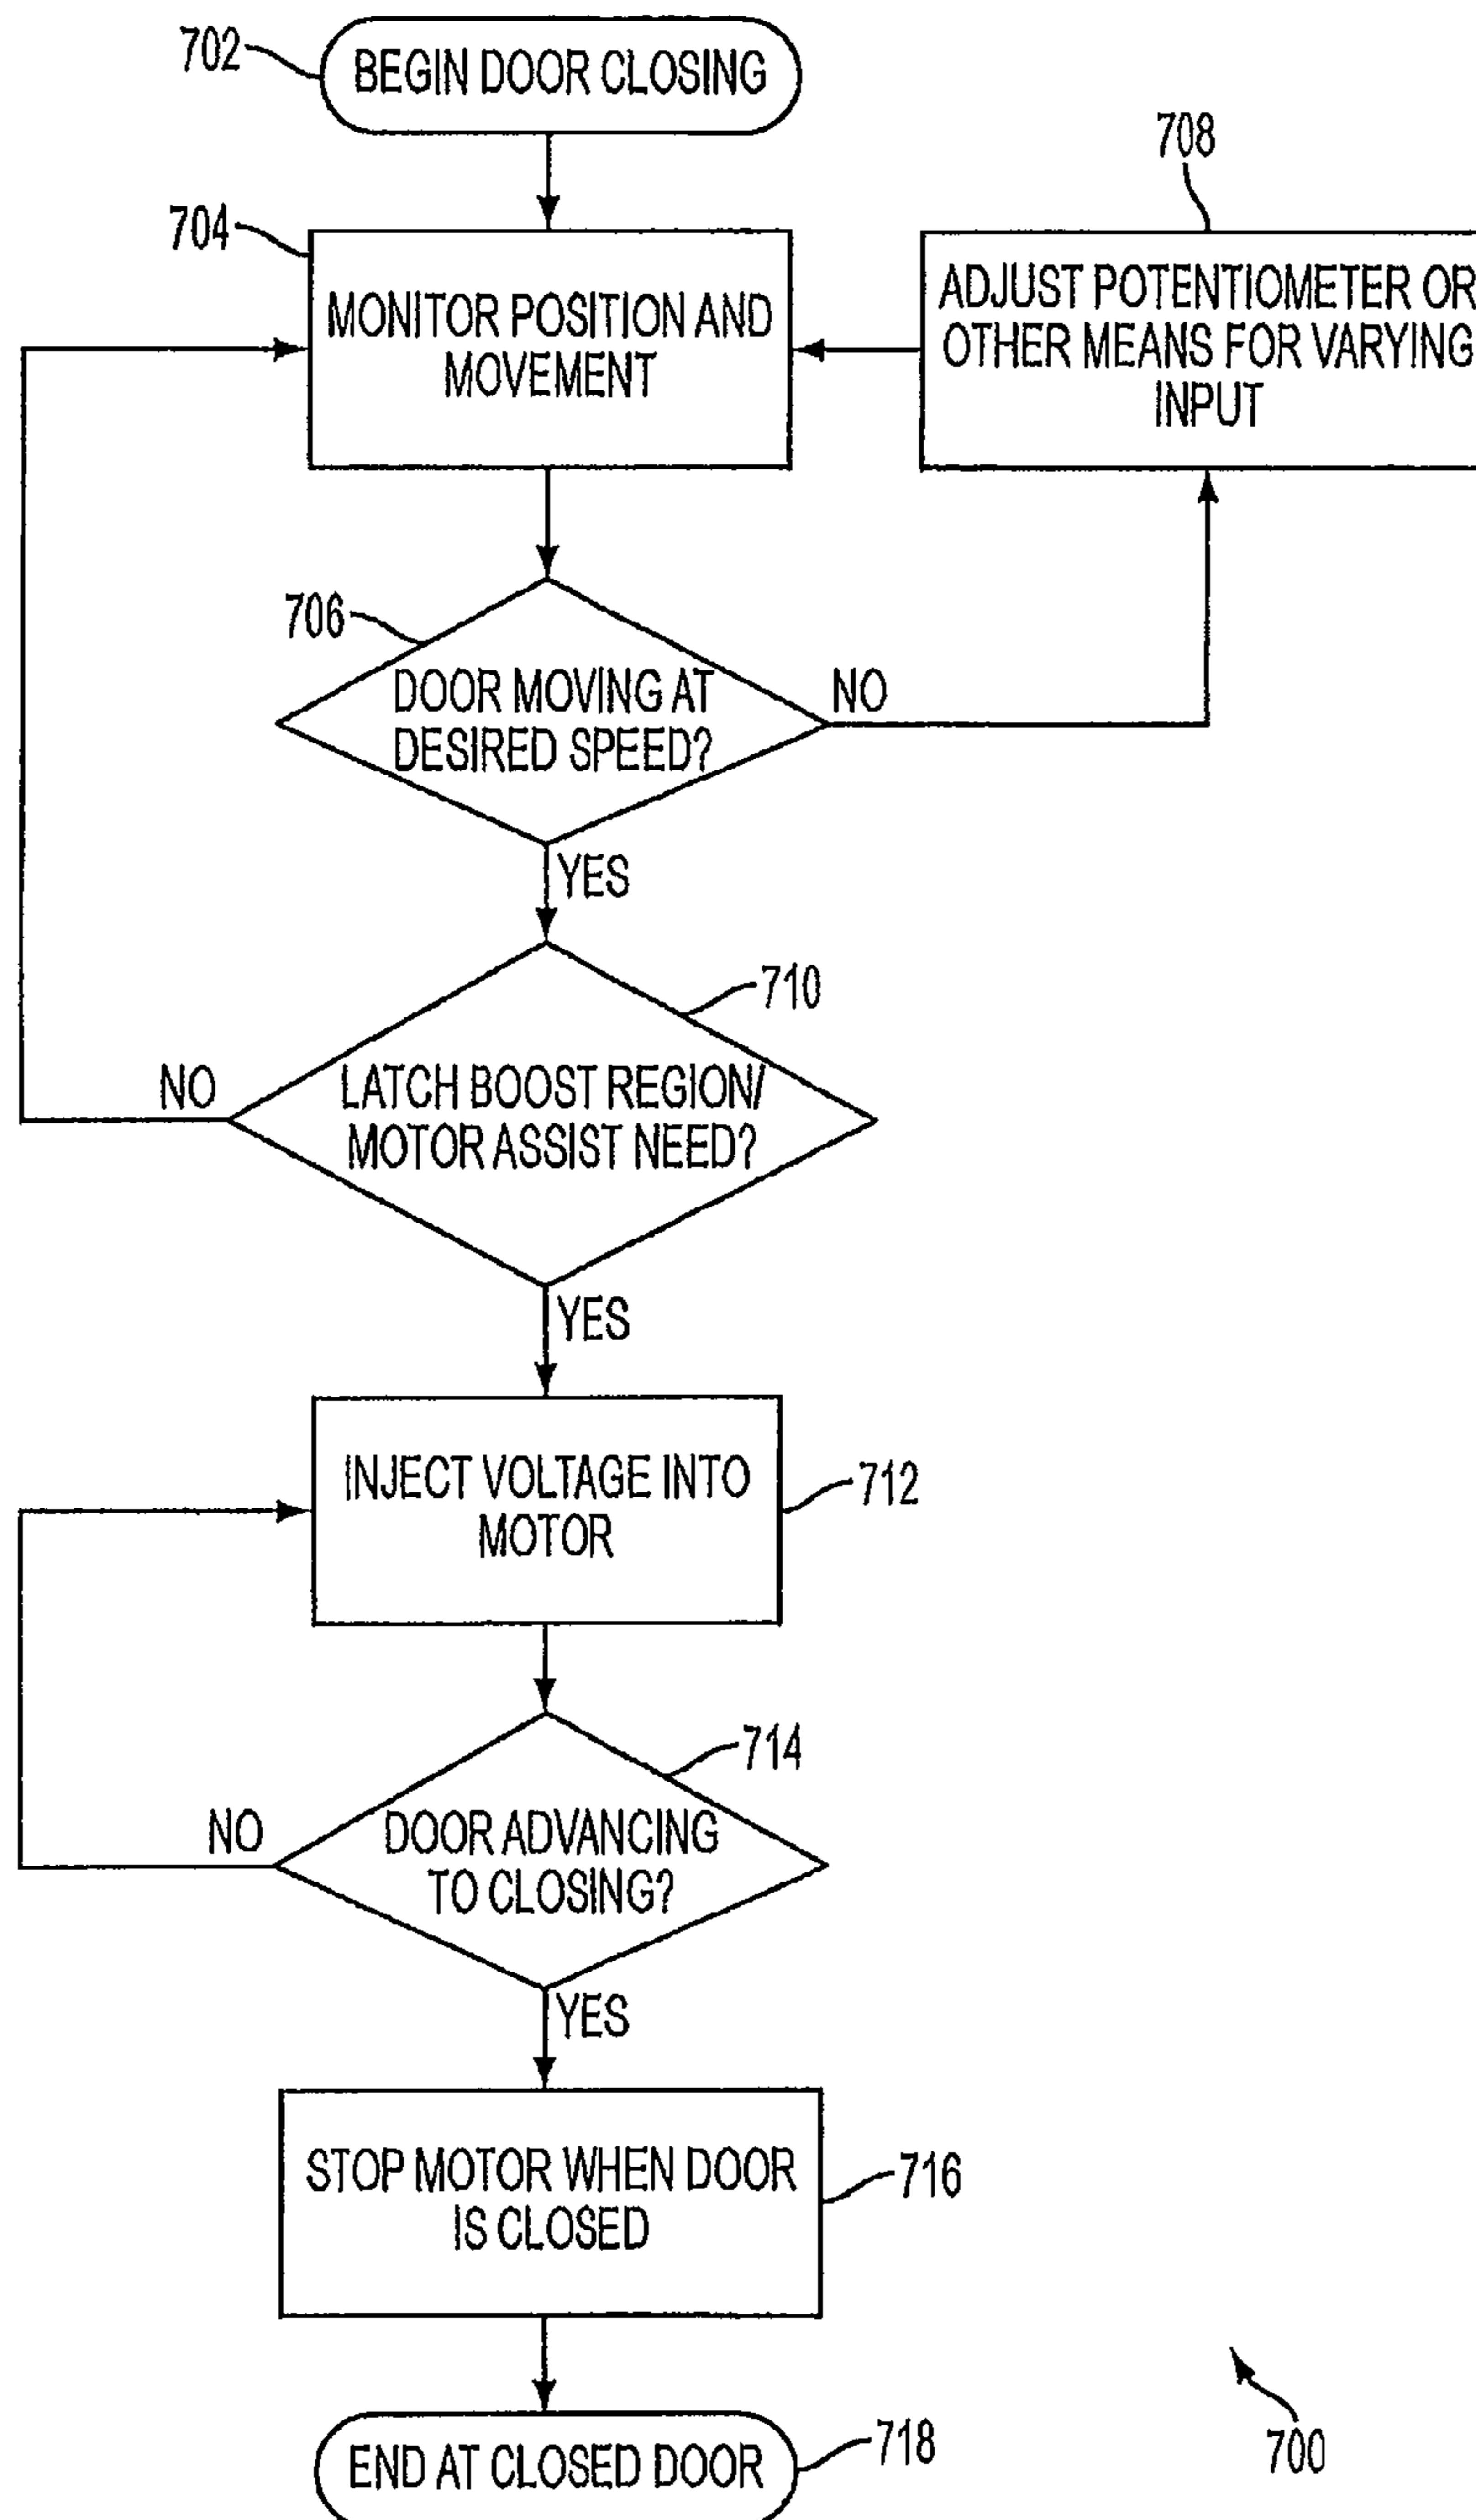 702
BEGIN DOOR CLOSING
708
704
MONITOR POSITION AND
MOVEMENT
ADJUST POTENTIOMETER OR
OTHER MEANS FOR VARYING
INPUT
706
DOOR MOVING AT
DESIRED SPEED?
NO
YES
710
NO
LATCH BOOST REGION/
MOTOR ASSIST NEED?
YES
INJECT VOLTAGE INTO
MOTOR
712
714
NO
DOOR ADVANCING
TO CLOSING?
YES
STOP MOTOR WHEN DOOR
IS CLOSED
716
END AT CLOSED DOOR
718
700